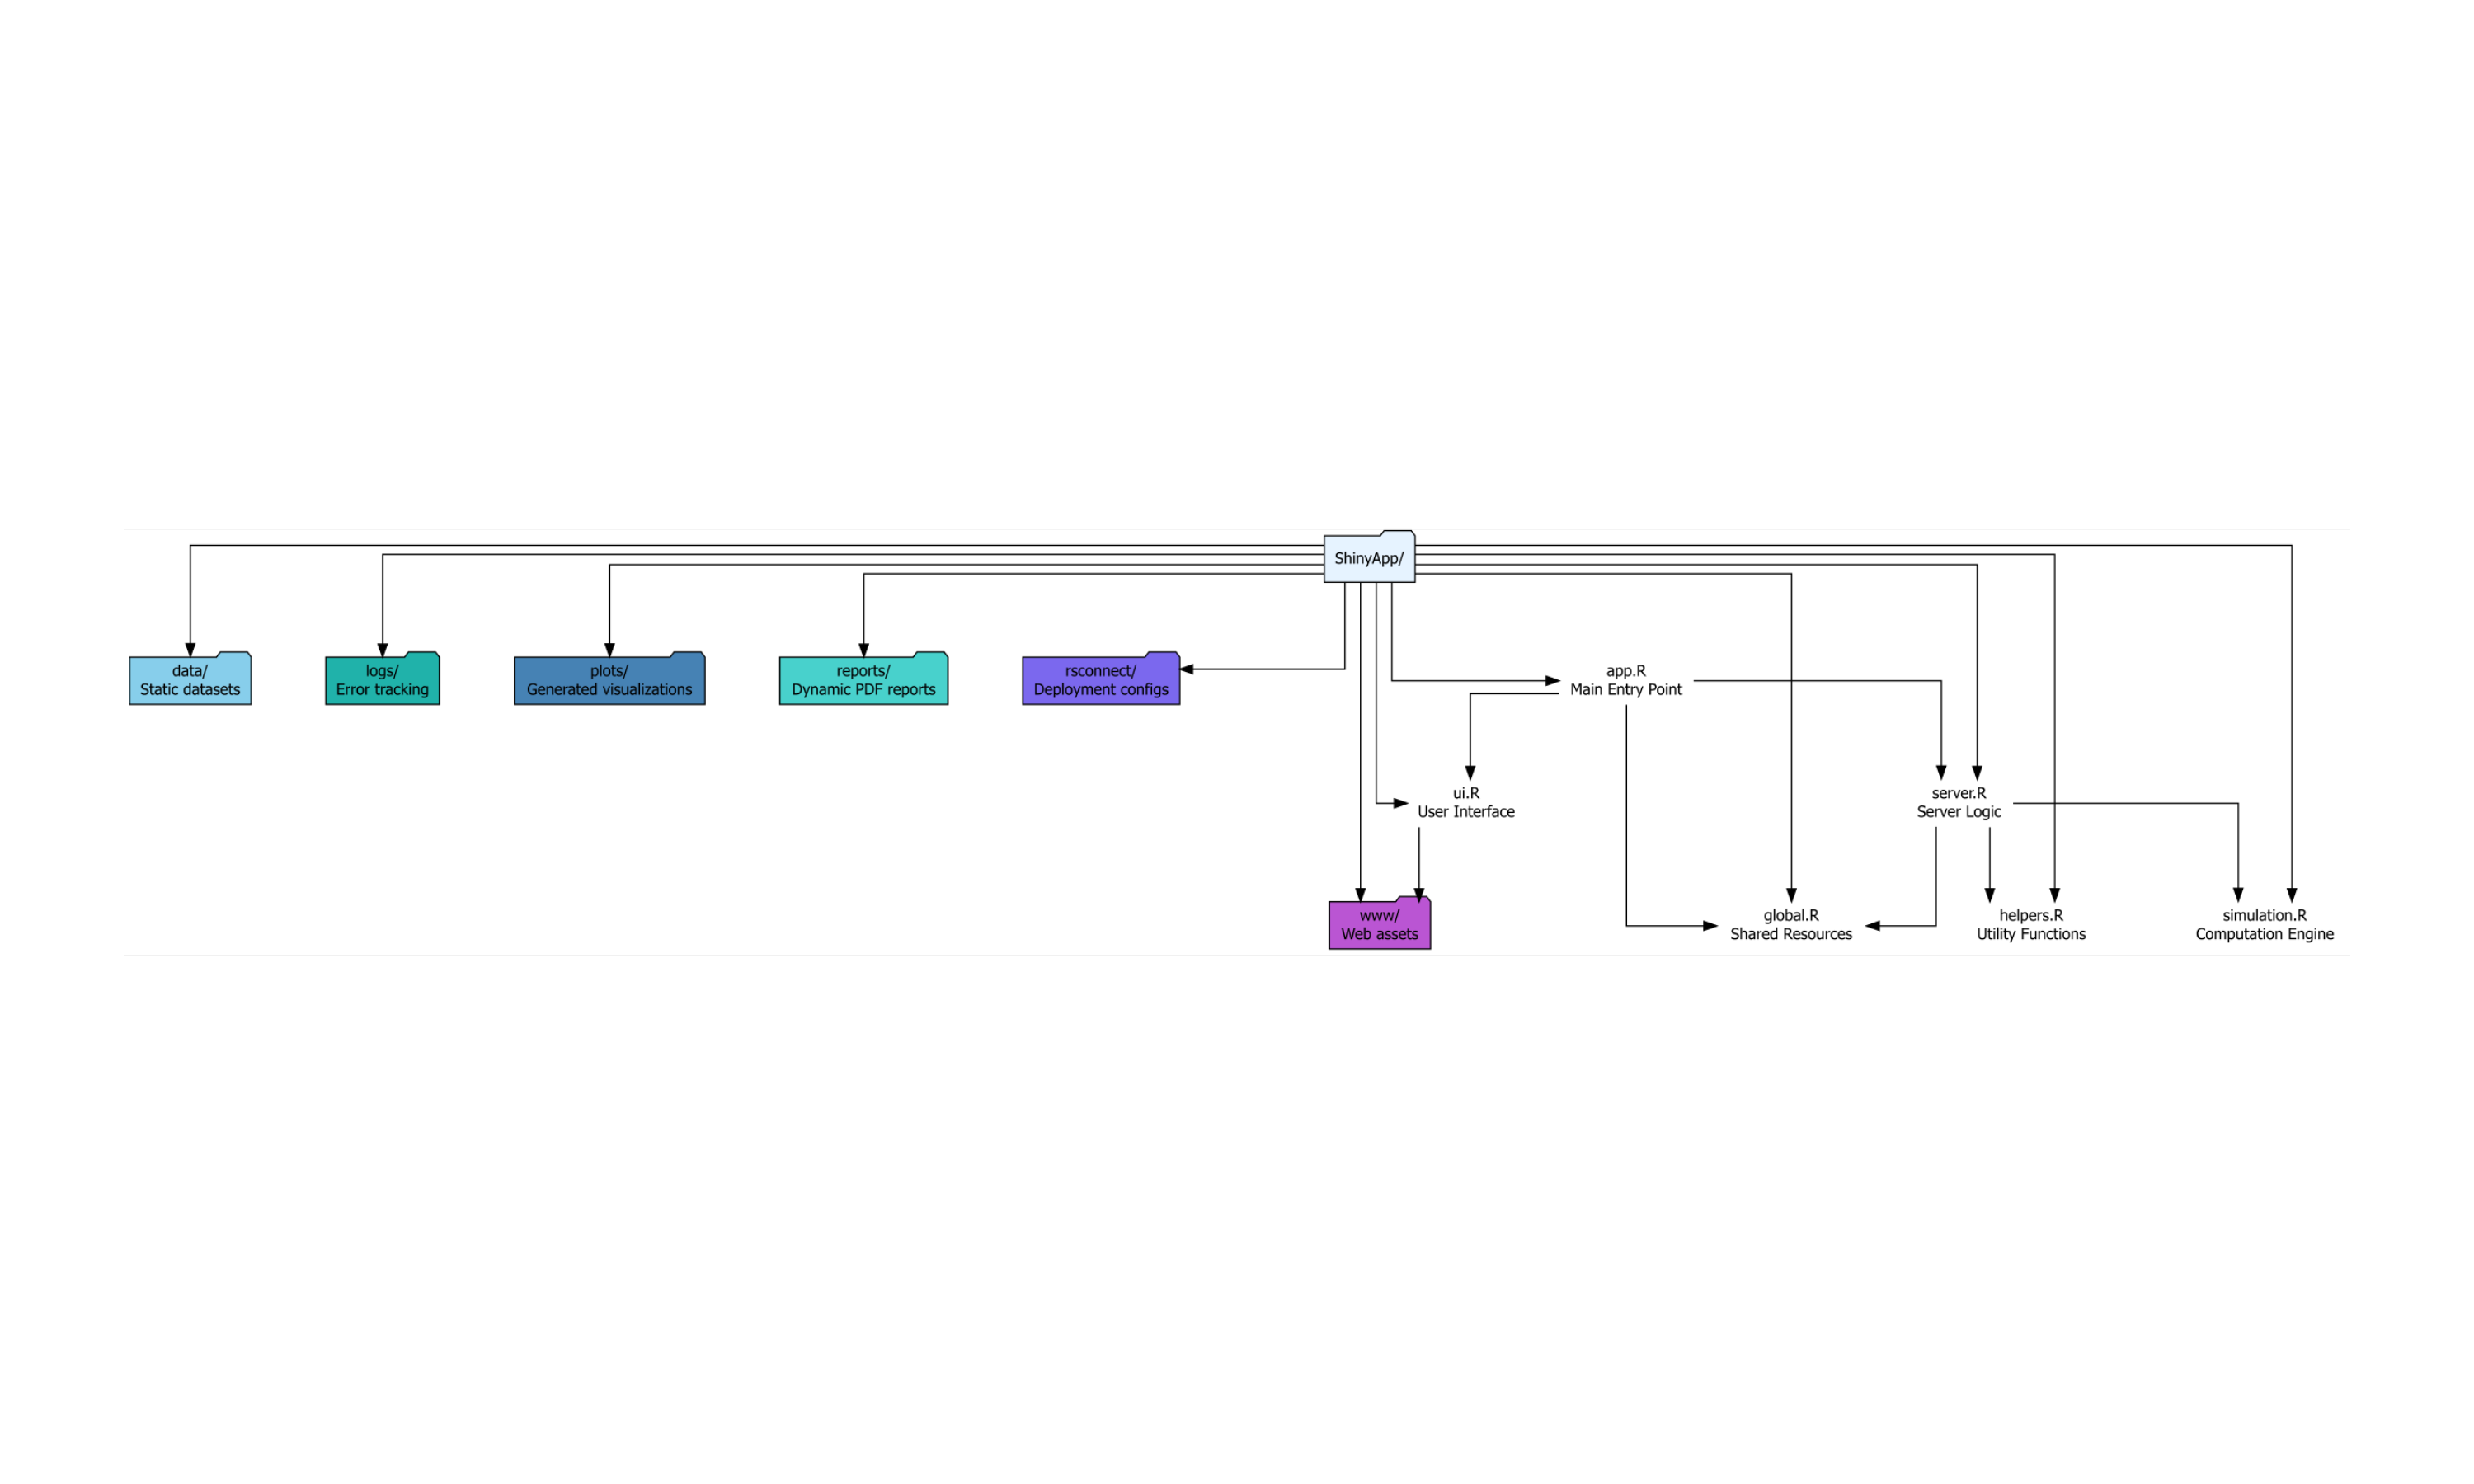 ShinyApp/
data/
Static datasets
logs/
Error tracking
plots/
Generated visualizations
reports/
Dynamic PDF reports
rsconnect/
Deployment configs
app.R
Main Entry Point
ui.R
User Interface
server.R
Server Logic
www/
Web assets
global.R
Shared Resources
helpers.R
Utility Functions
simulation.R
Computation Engine